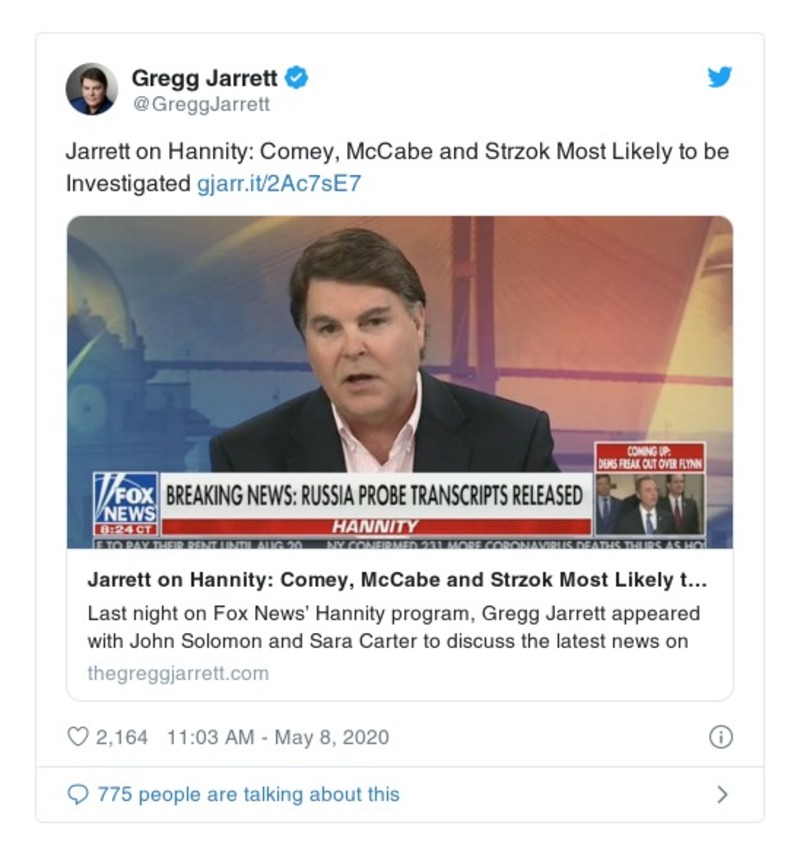 Gregg Jarrett
@GreggJarrett
Jarrett on Hannity: Comey, McCabe and Strzok Most Likely to be
Investigated gjarr.it/2Ac7sE7
COMING UP:
DEMS FREAK OUT OVER FLYNN
FOX
NEWS
8:24 CT
BREAKING NEWS: RUSSIA PROBE TRANSCRIPTS RELEASED
HANNITY
E TO PAY THEIR RENT UNTIL AUG 20 NY CONFIRMED 231 MORE CORONAVIRUS DEATHS THURS AS HO
Jarrett on Hannity: Comey, McCabe and Strzok Most Likely t...
Last night on Fox News' Hannity program, Gregg Jarrett appeared
with John Solomon and Sara Carter to discuss the latest news on
thegreggjarrett.com
2,164 11:03 AM - May 8, 2020
775 people are talking about this